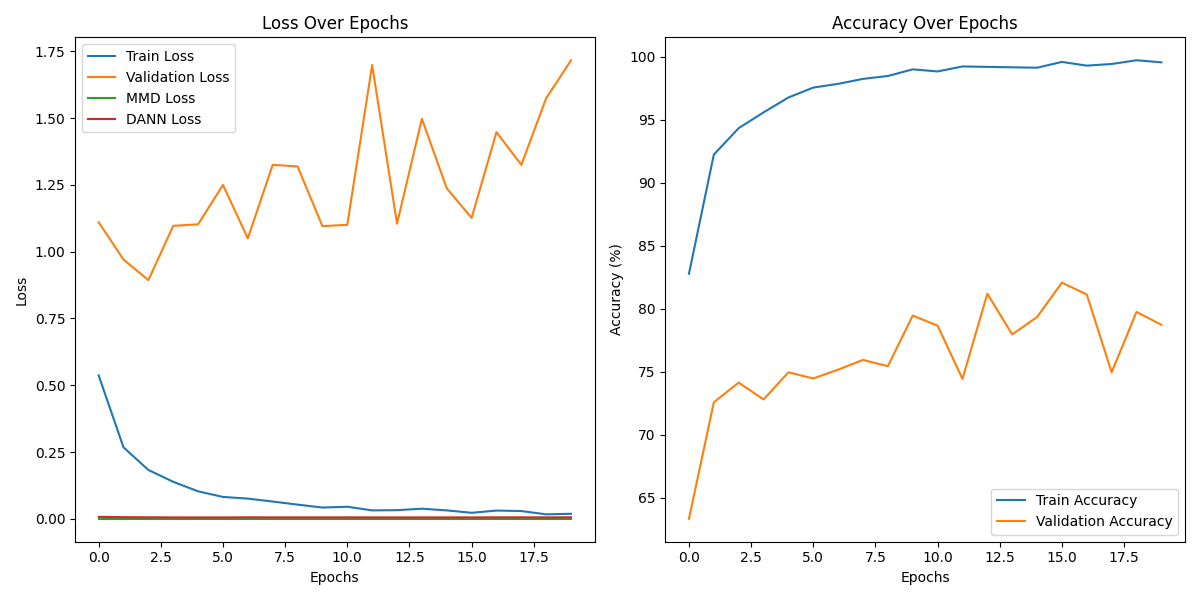 Loss Over Epochs
Train Loss
Validation Loss
MMD Loss
DANN Loss
1.75
1.50
1.25
1.00
0.75
0.50
0.25
0.00
Loss
0.0 2.5 5.0 7.5 10.0 12.5 15.0 17.5
Epochs
Accuracy Over Epochs
100
95
90
85
80
75
70
65
Accuracy (%)
Train Accuracy
Validation Accuracy
0.0 2.5 5.0 7.5 10.0 12.5 15.0 17.5
Epochs